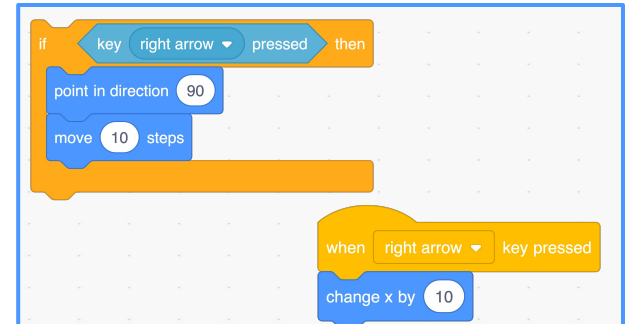 if key right arrow pressed then
point in direction 90
move 10 steps
when right arrow key pressed
change x by 10